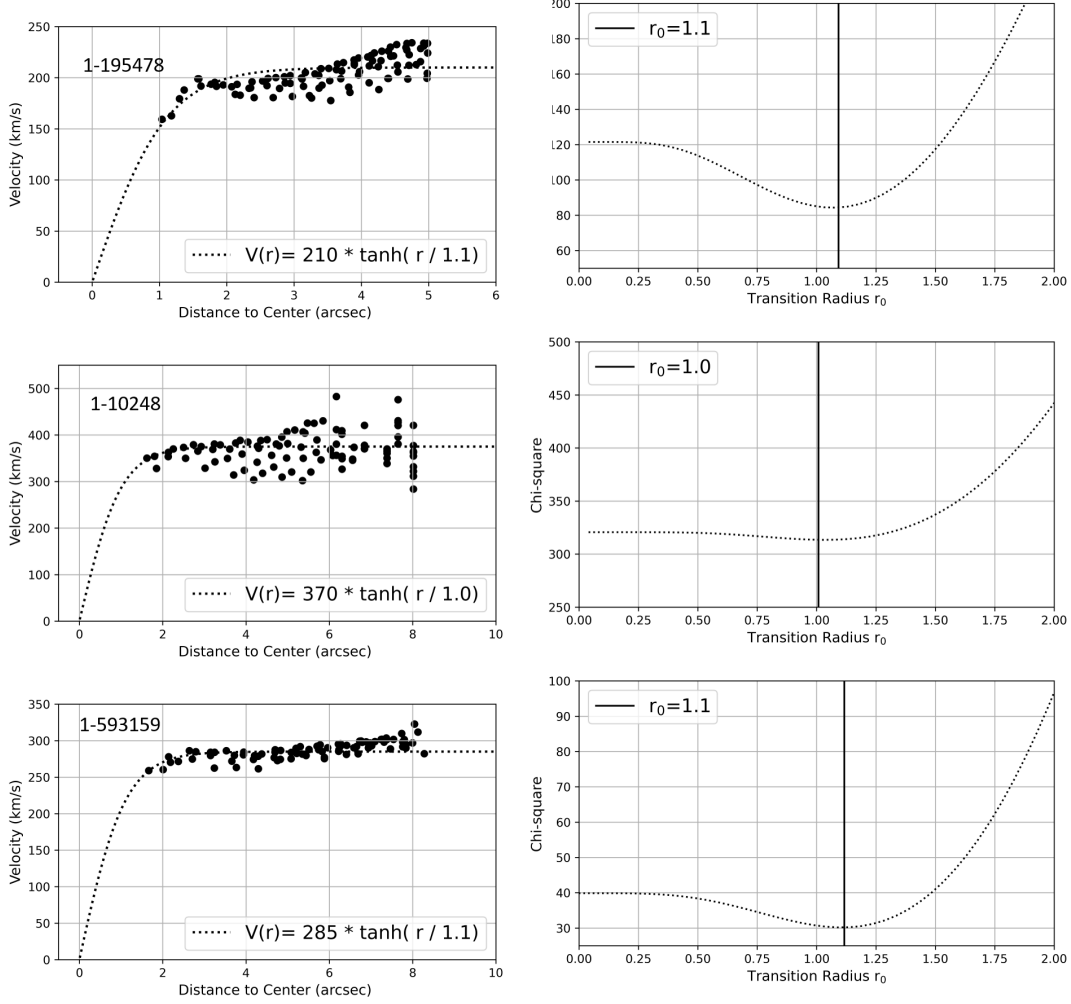 250
200
150
100
50
0
Velocity (km/s)
1-195478
V(r)= 210 * tanh( r / 1.1)
0 1 2 3 4 5 6
Distance to Center (arcsec)
200
180
160
140
120
100
80
60
r0=1.1
0.00 0.25 0.50 0.75 1.00 1.25 1.50 1.75 2.00
Transition Radius r0
500
400
300
200
100
0
Velocity (km/s)
1-10248
V(r)= 370 * tanh( r / 1.0)
0 2 4 6 8 10
Distance to Center (arcsec)
500
450
400
350
300
250
Chi-square
r0=1.0
0.00 0.25 0.50 0.75 1.00 1.25 1.50 1.75 2.00
Transition Radius r0
350
300
250
200
150
100
50
0
Velocity (km/s)
1-593159
V(r)= 285 * tanh( r / 1.1)
0 2 4 6 8 10
Distance to Center (arcsec)
100
90
80
70
60
50
40
30
Chi-square
r0=1.1
0.00 0.25 0.50 0.75 1.00 1.25 1.50 1.75 2.00
Transition Radius r0